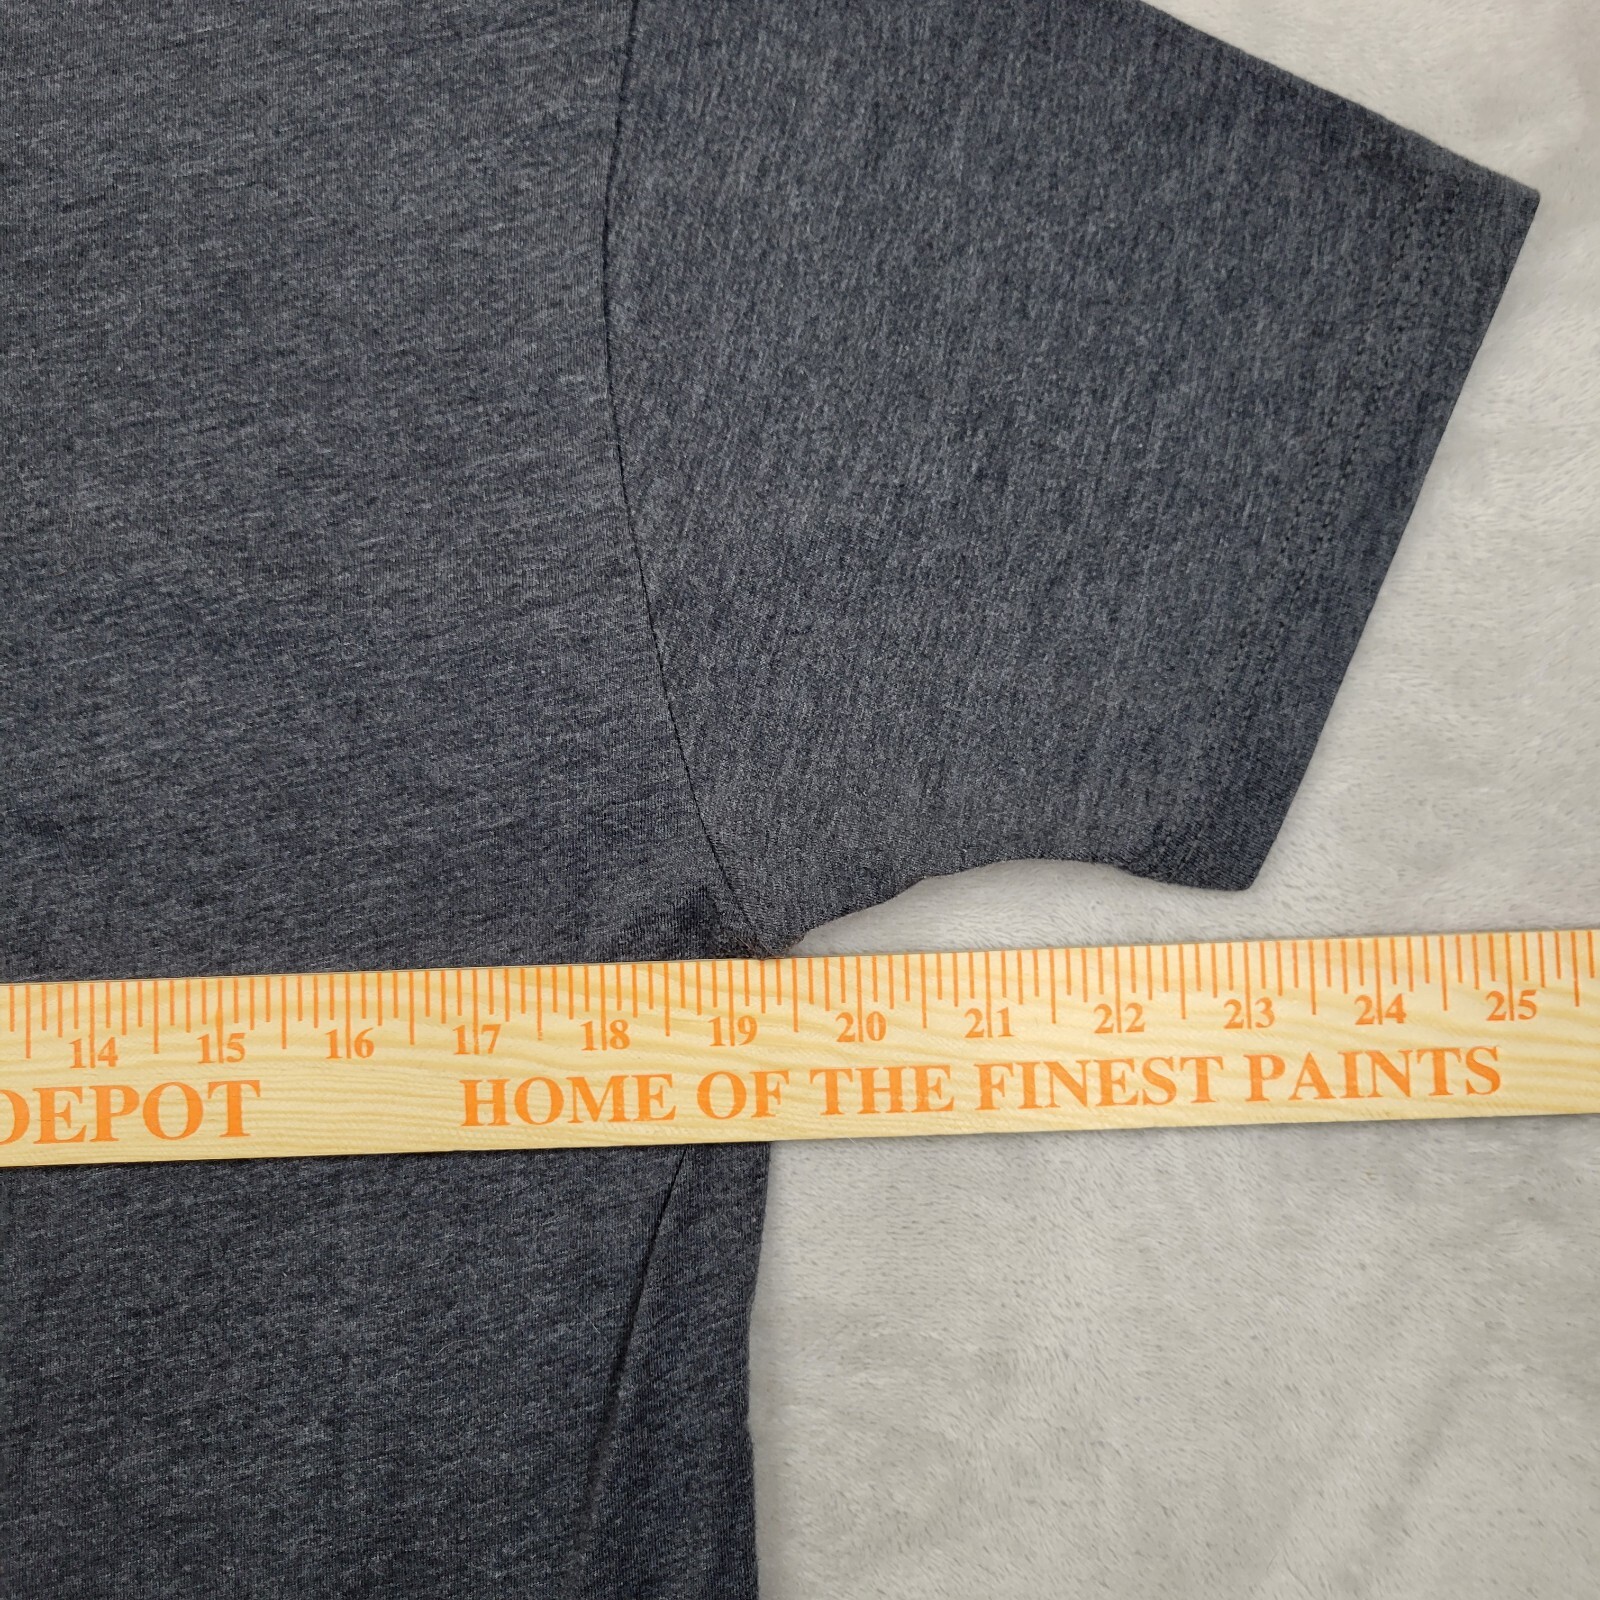 14 15 16 17 18 19 20 21 22 23 24 25
DEPOT HOME OF THE FINEST PAINTS